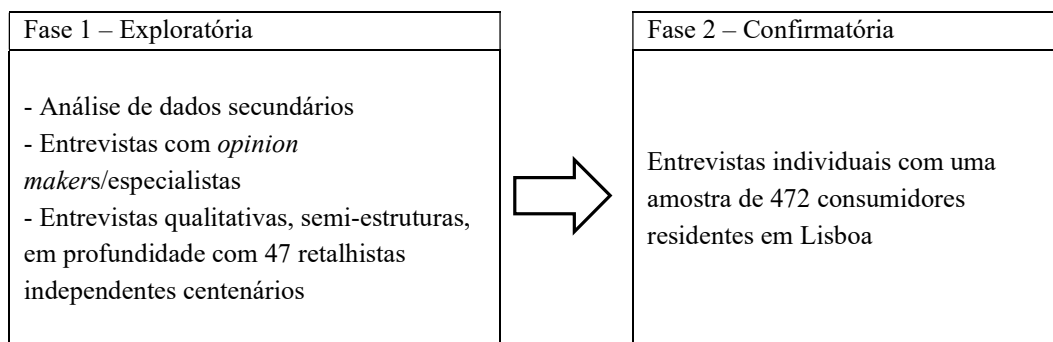 Fase 1 – Exploratória
- Análise de dados secundários
- Entrevistas com opinion
makers/especialistas
- Entrevistas qualitativas, semi-estruturas,
em profundidade com 47 retalhistas
independentes centenários
Fase 2 – Confirmatória
Entrevistas individuais com uma
amostra de 472 consumidores
residentes em Lisboa